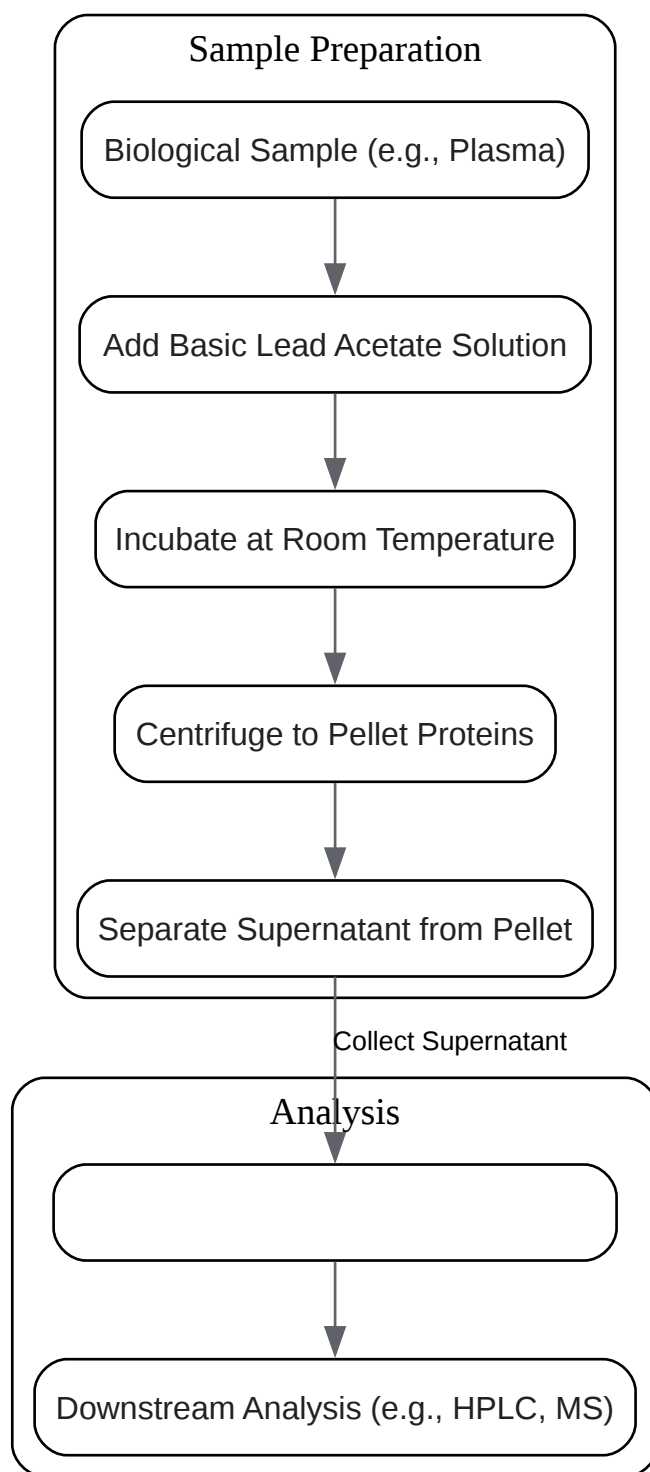 Sample Preparation
Biological Sample (e.g., Plasma)
Add Basic Lead Acetate Solution
Incubate at Room Temperature
Centrifuge to Pellet Proteins
Separate Supernatant from Pellet
Collect Supernatant
Analysis
Downstream Analysis (e.g., HPLC, MS)